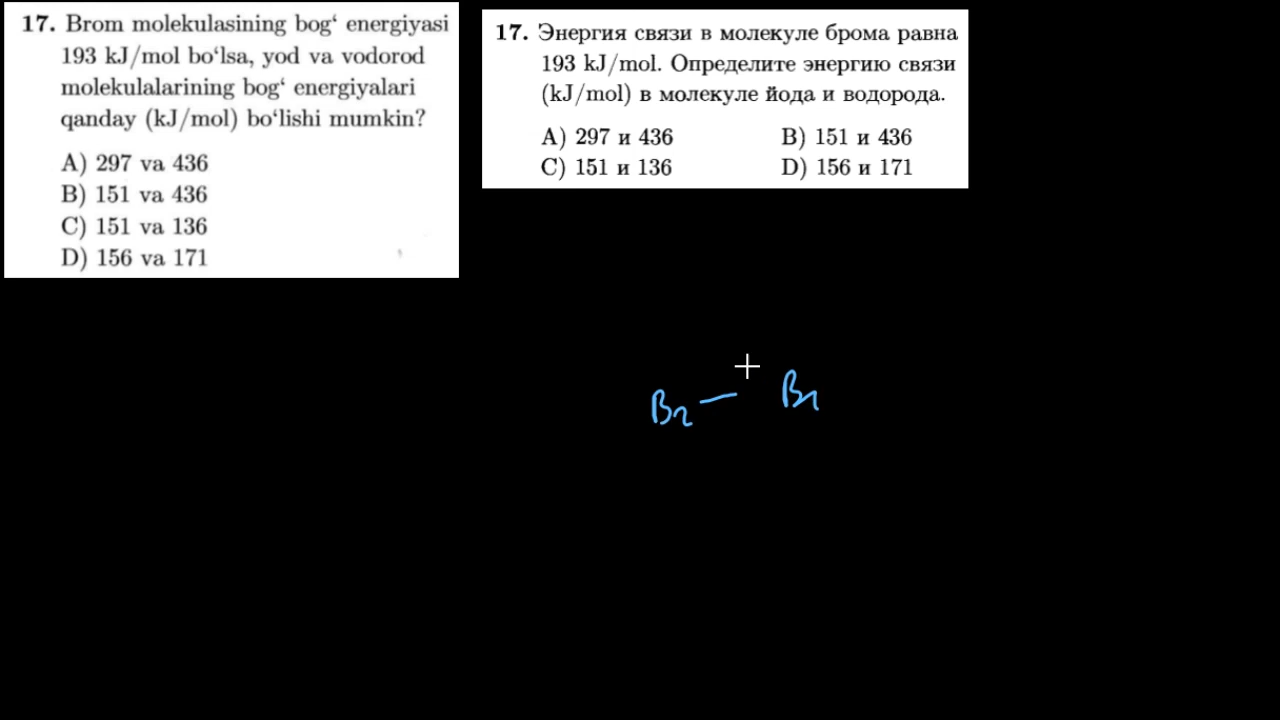 17. Brom molekulasining bog‘ energiyasi
193 kJ/mol bo‘lsa, yod va vodorod
molekulalarining bog‘ energiyalari
qanday (kJ/mol) bo‘lishi mumkin?
A) 297 va 436
B) 151 va 436
C) 151 va 136
D) 156 va 171
17. Энергия связи в молекуле брома равна
193 kJ/mol. Определите энергию связи
(kJ/mol) в молекуле йода и водорода.
A) 297 и 436 B) 151 и 436
C) 151 и 136 D) 156 и 171
Br — Br